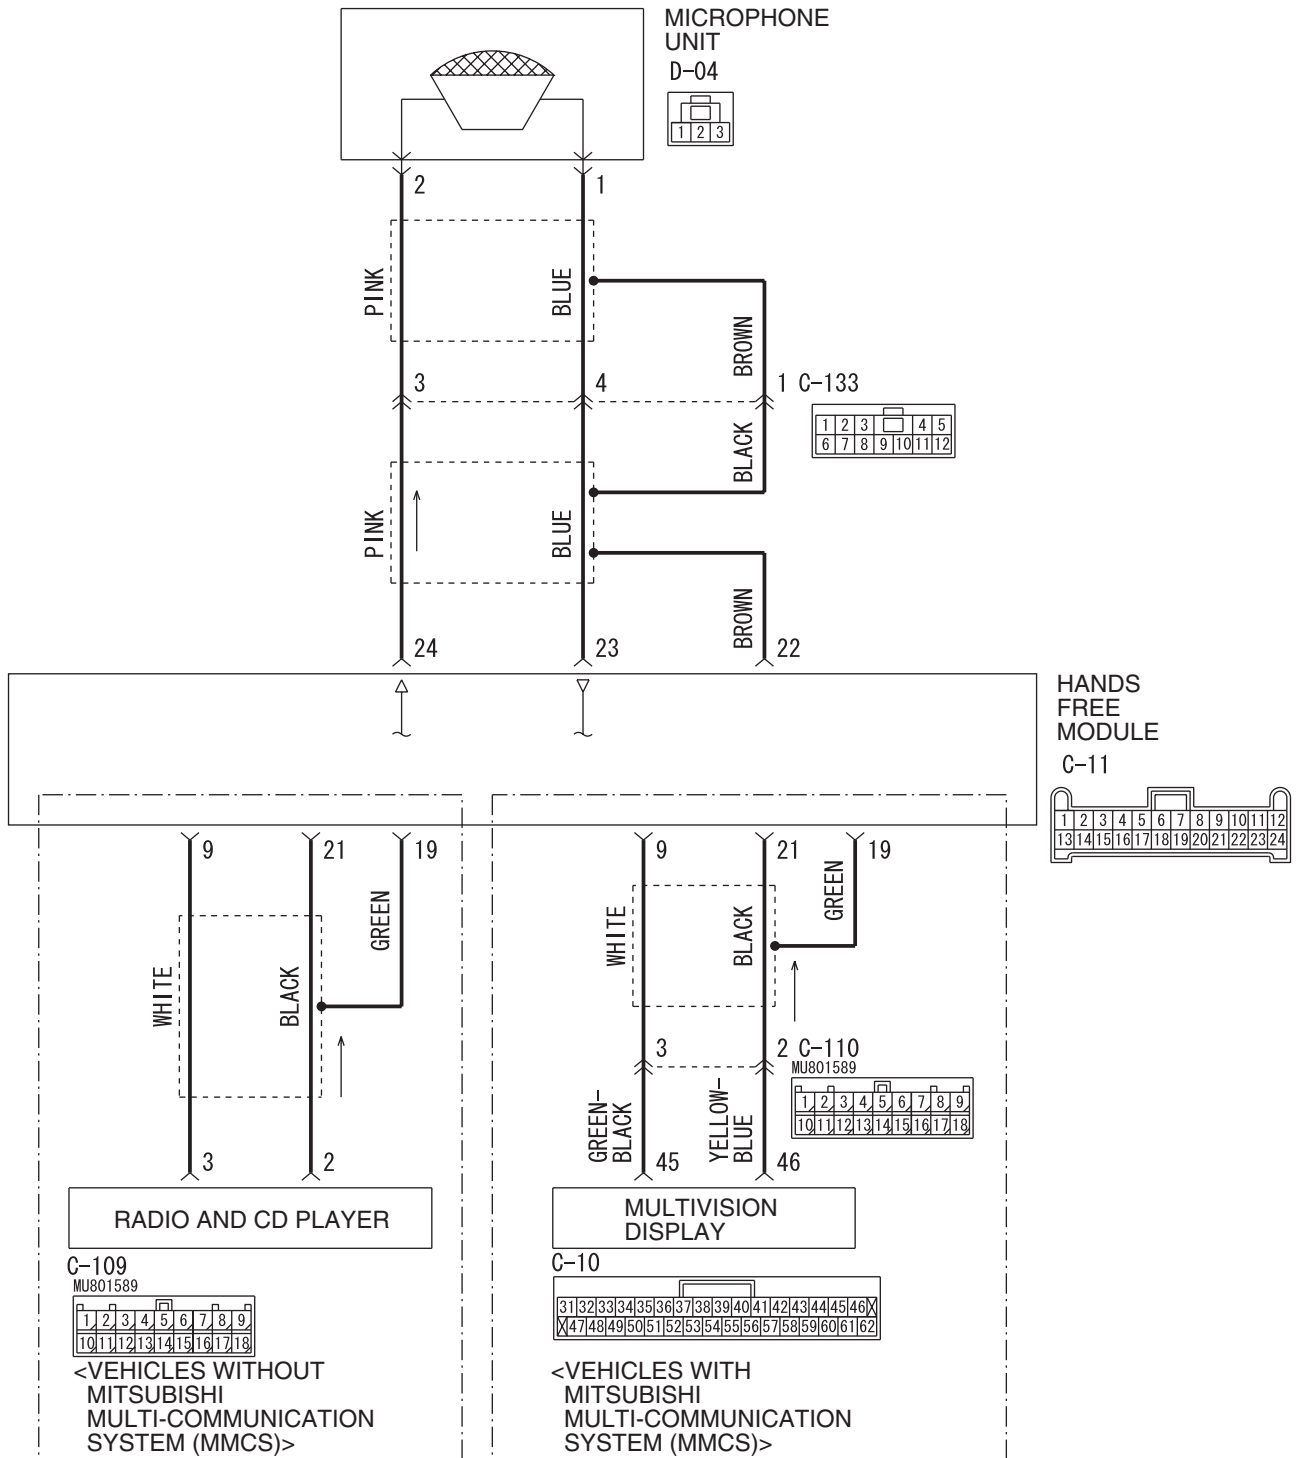 MICROPHONE
UNIT
D-04
1 2 3
2 1
PINK BLUE BROWN
3 4 1 C-133
1 2 3 4 5
6 7 8 9 10 11 12
BLACK
PINK BLUE BROWN
24 23 22
HANDS
FREE
MODULE
C-11
1 2 3 4 5 6 7 8 9 10 11 12
13 14 15 16 17 18 19 20 21 22 23 24
9 21 19 9 21 19
WHITE BLACK GREEN
WHITE BLACK GREEN
3 2 C-110
MU801589
1 2 3 4 5 6 7 8 9
10 11 12 13 14 15 16 17 18
GREEN-
BLACK
YELLOW-
BLUE
3 2 45 46
RADIO AND CD PLAYER
C-109
MU801589
1 2 3 4 5 6 7 8 9
10 11 12 13 14 15 16 17 18
<VEHICLES WITHOUT
MITSUBISHI
MULTI-COMMUNICATION
SYSTEM (MMCS)>
MULTIVISION
DISPLAY
C-10
31 32 33 34 35 36 37 38 39 40 41 42 43 44 45 46 X
X 47 48 49 50 51 52 53 54 55 56 57 58 59 60 61 62
<VEHICLES WITH
MITSUBISHI
MULTI-COMMUNICATION
SYSTEM (MMCS)>